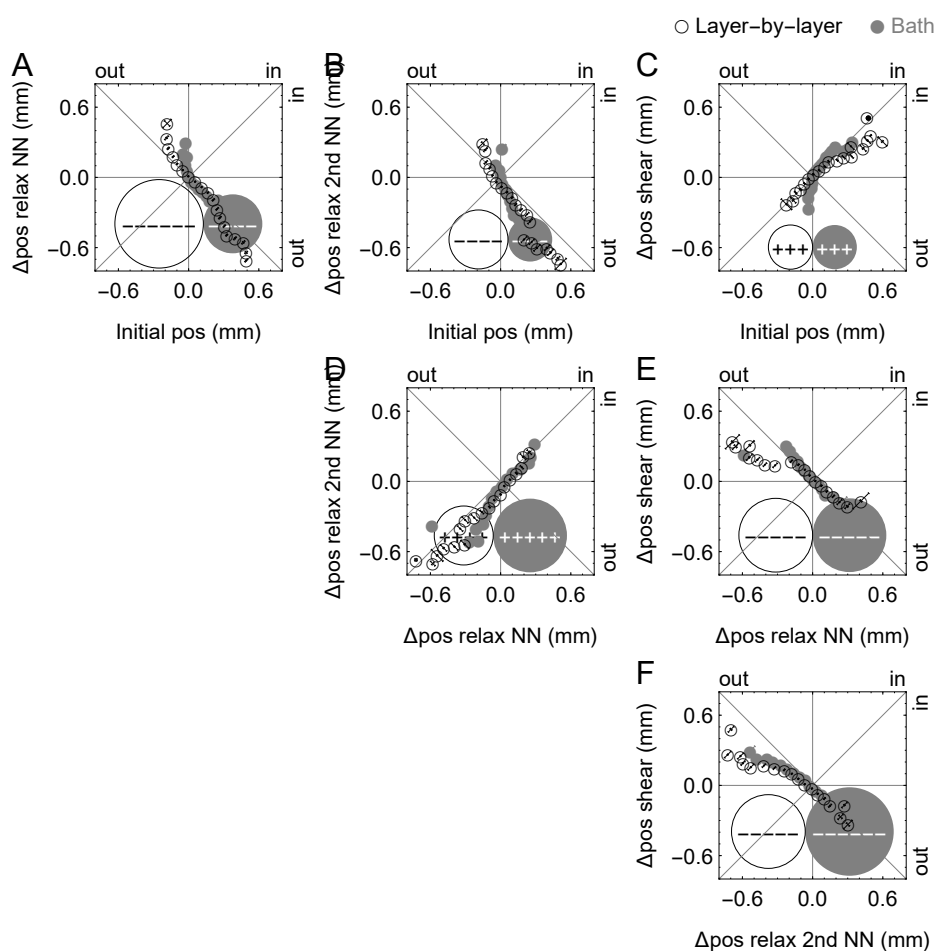 Layer−by−layer Bath
A B C
out in out in out in
Δpos relax NN (mm)
0.6
0.0
−0.6
in
out
−0.6 0.0 0.6
Initial pos (mm)
Δpos relax 2nd NN (mm)
0.6
0.0
−0.6
in
out
−0.6 0.0 0.6
Initial pos (mm)
Δpos shear (mm)
0.6
0.0
−0.6
+++ +++
in
out
−0.6 0.0 0.6
Initial pos (mm)
D E
out in out in
Δpos relax 2nd NN (mm)
0.6
0.0
−0.6
+++++
in
out
−0.6 0.0 0.6
Δpos relax NN (mm)
Δpos shear (mm)
0.6
0.0
−0.6
in
out
−0.6 0.0 0.6
Δpos relax NN (mm)
F
out in
Δpos shear (mm)
0.6
0.0
−0.6
in
out
−0.6 0.0 0.6
Δpos relax 2nd NN (mm)